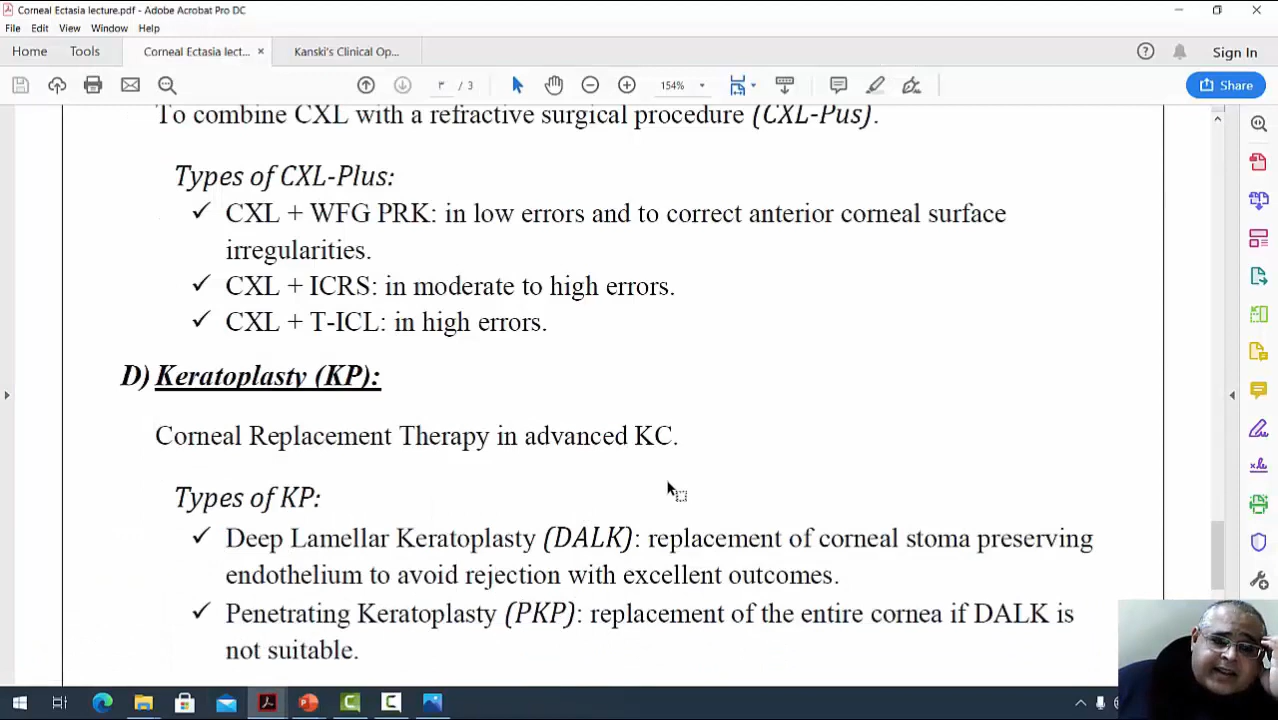 Corneal Ectasia lecture.pdf - Adobe Acrobat Pro DC
File Edit View Window Help
Home Tools Corneal Ectasia lect... × Kanski's Clinical Op... Sign In
٣ / 3 154% Share
To combine CXL with a refractive surgical procedure (CXL-Pus).
Types of CXL-Plus:
✓ CXL + WFG PRK: in low errors and to correct anterior corneal surface
irregularities.
✓ CXL + ICRS: in moderate to high errors.
✓ CXL + T-ICL: in high errors.
D) Keratoplasty (KP):
Corneal Replacement Therapy in advanced KC.
Types of KP:
✓ Deep Lamellar Keratoplasty (DALK): replacement of corneal stoma preserving
endothelium to avoid rejection with excellent outcomes.
✓ Penetrating Keratoplasty (PKP): replacement of the entire cornea if DALK is
not suitable.